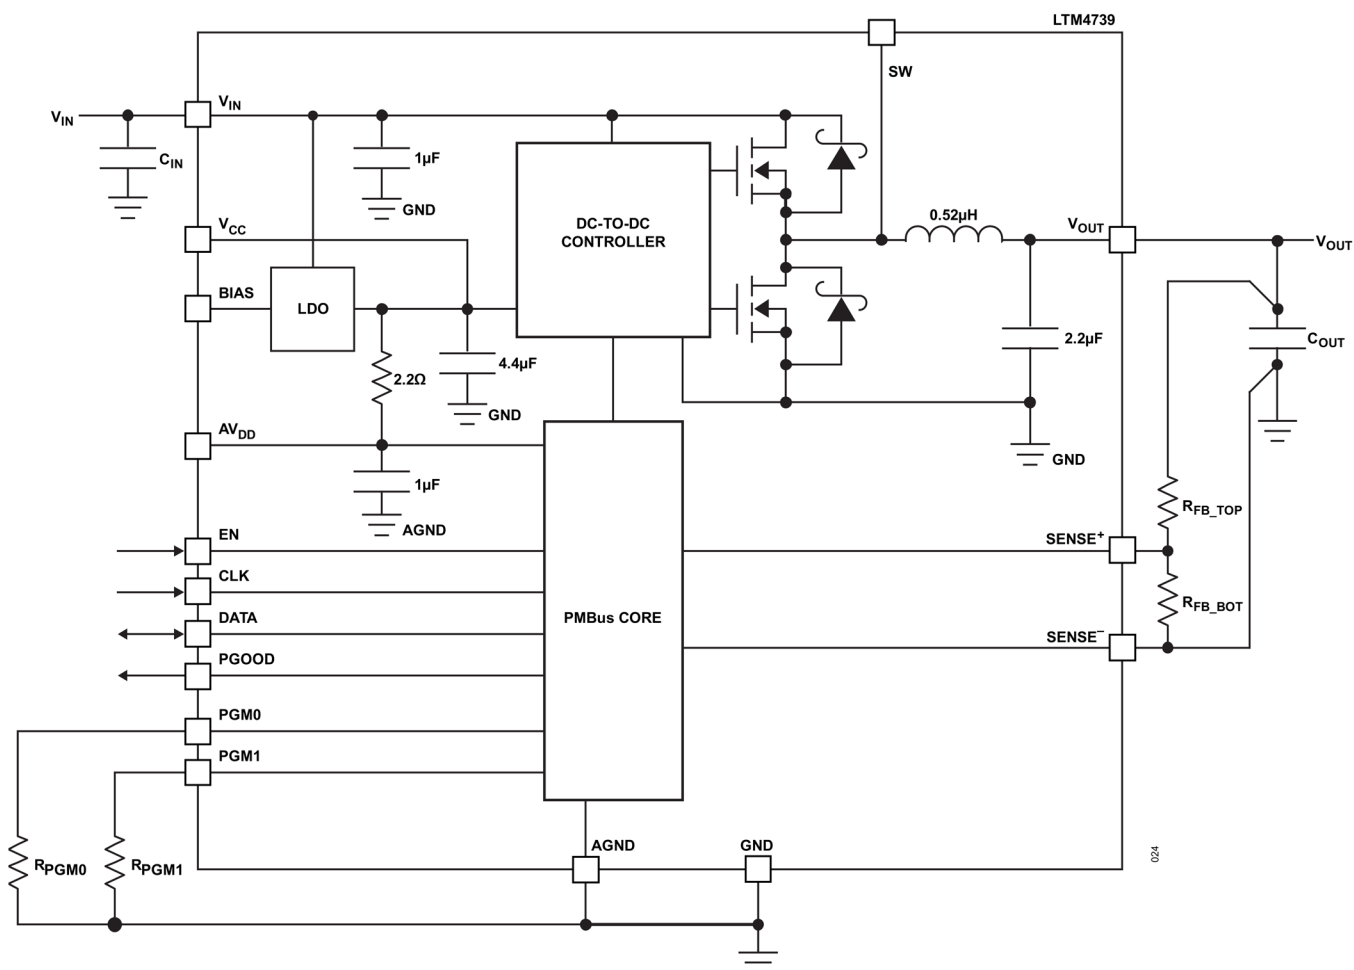 LTM4739
SW
VIN
VIN
CIN
1µF
GND
VCC
DC-TO-DC
CONTROLLER
0.52µH
VOUT
VOUT
BIAS
LDO
2.2Ω
4.4µF
GND
2.2µF
COUT
AVDD
GND
1µF
AGND
RFB_TOP
EN
SENSE+
CLK
RFB_BOT
DATA
PMBus CORE
SENSE–
PGOOD
PGM0
PGM1
AGND
GND
RPGM0
RPGM1
024